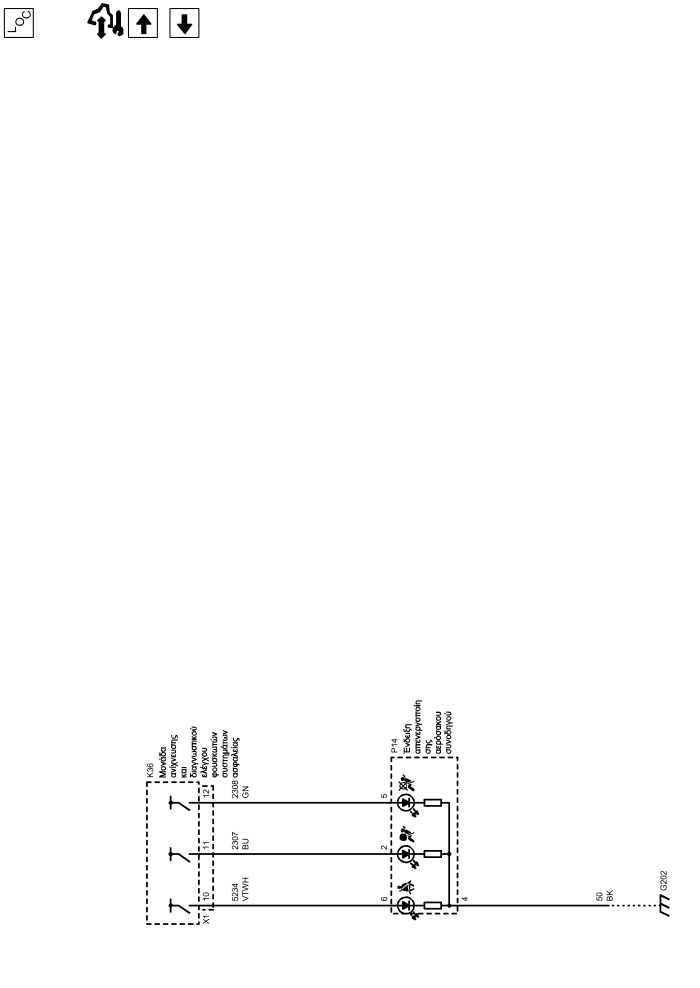 LOC
K36
Μονάδα
ανίχνευσης
και
διαγνωστικού
ελέγχου
φουσκωτών
συστημάτων
ασφαλείας
X1
10
11
12
5234
VTWH
2307
BU
2308
GN
6
2
5
P14
Ένδειξη
απενεργοποίη
σης
αερόσακου
συνοδηγού
4
50
BK
G202